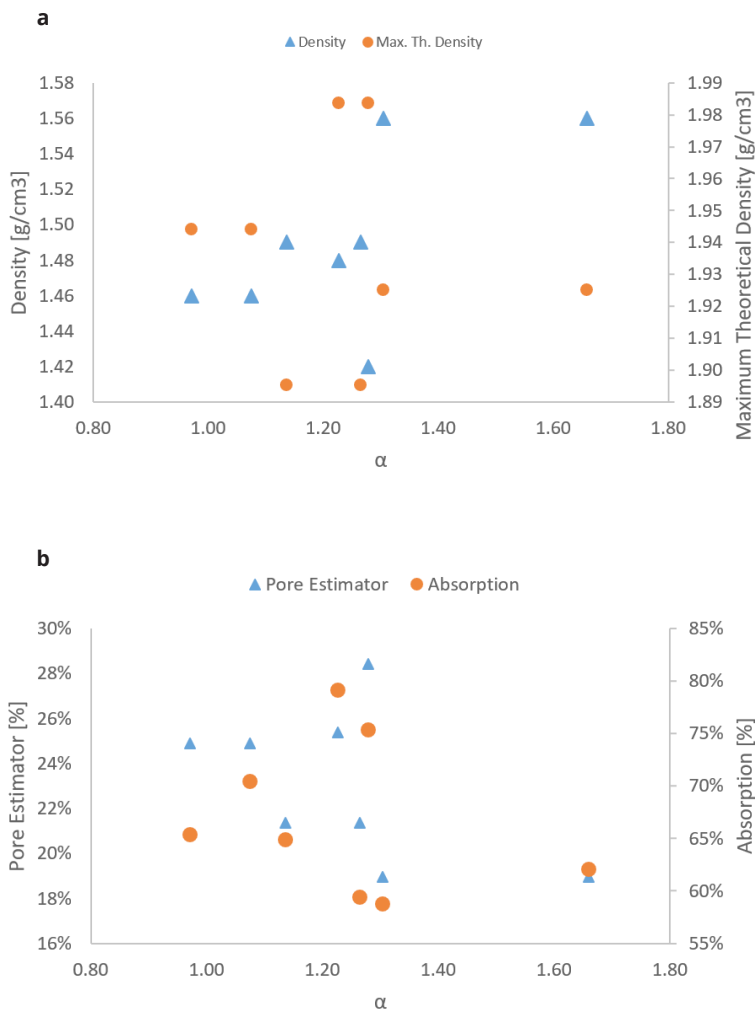 a
Density Max. Th. Density
1.58 1.99
1.56 1.98
1.97
1.54 1.96
1.52 1.95
1.50 1.94
1.48 1.93
1.46 1.92
1.44 1.91
1.42 1.90
1.40 1.89
Density [g/cm3]
Maximum Theoretical Density [g/cm3]
0.80 1.00 1.20 1.40 1.60 1.80
α
b
Pore Estimator Absorption
30% 85%
28% 80%
26% 75%
24%
22% 70%
20% 65%
18% 60%
16% 55%
Pore Estimator [%]
Absorption [%]
0.80 1.00 1.20 1.40 1.60 1.80
α